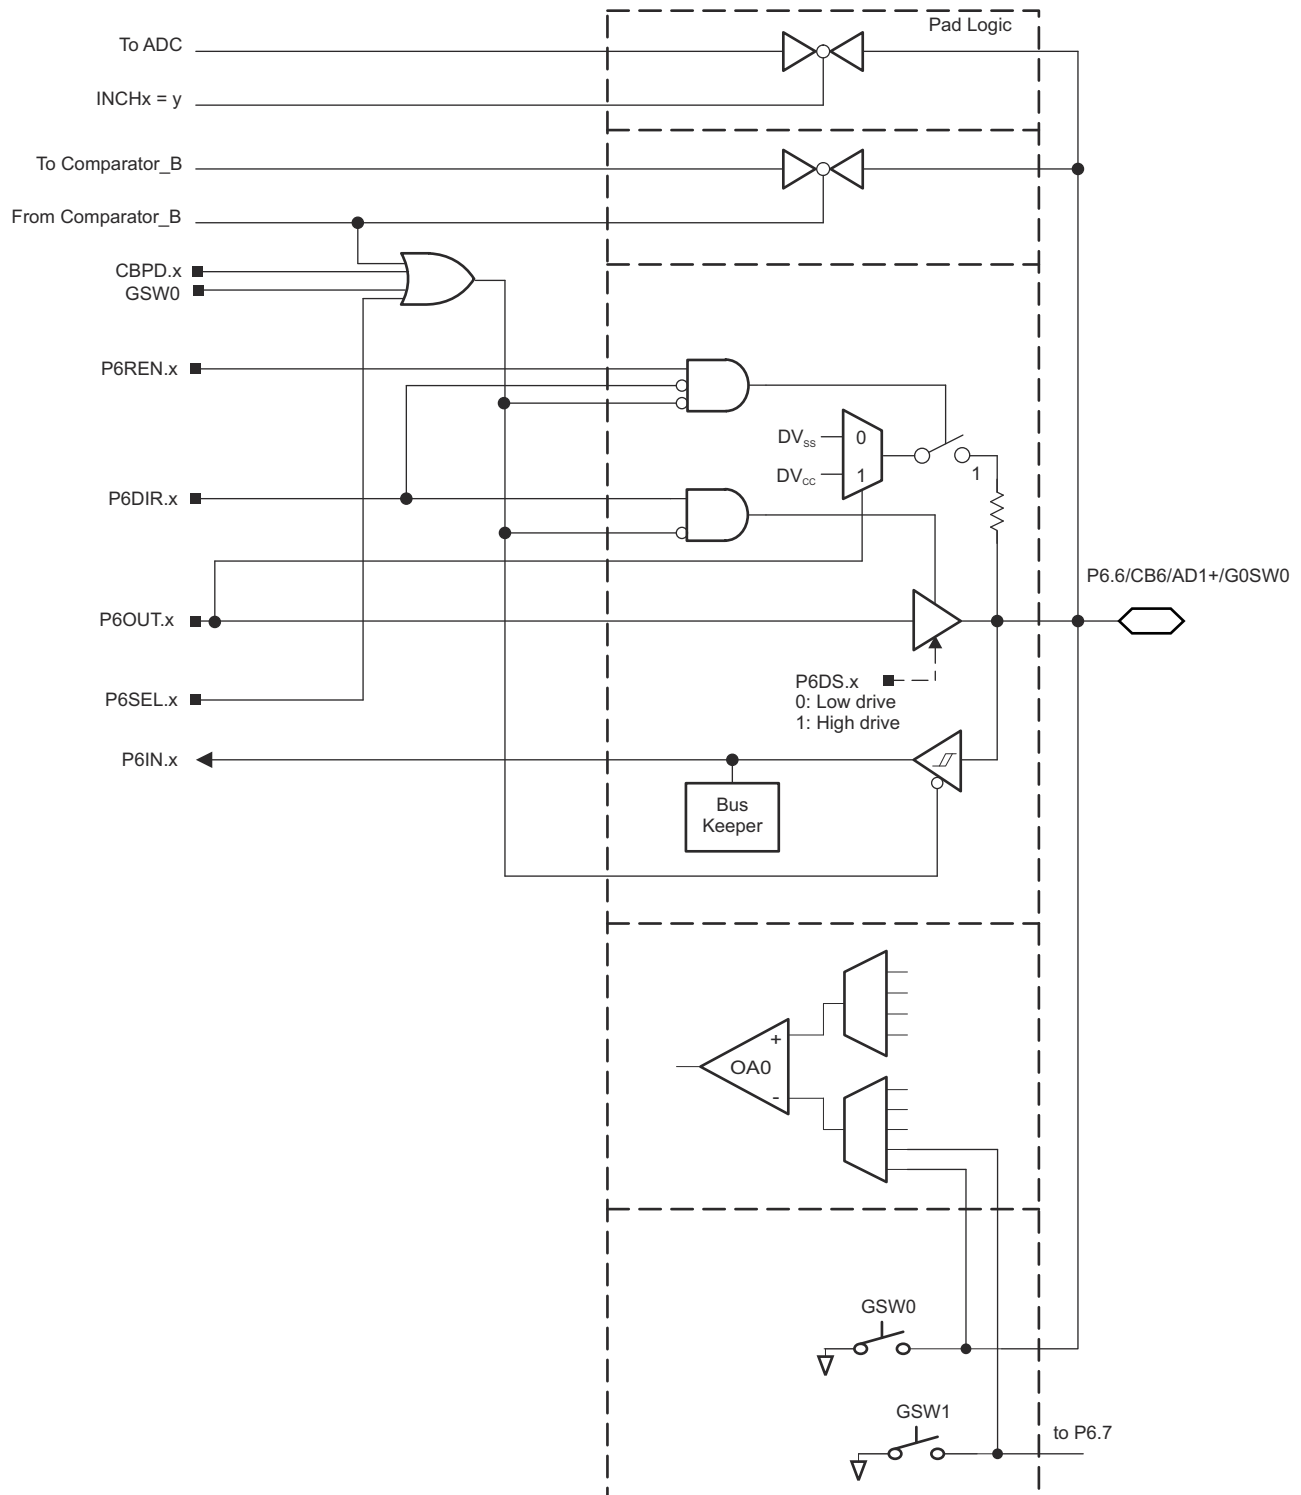 Pad Logic
To ADC
INCHx = y
To Comparator_B
From Comparator_B
CBPD.x
GSW0
P6REN.x
DVSS
0
DVCC
1
1
P6DIR.x
P6.6/CB6/AD1+/G0SW0
P6OUT.x
P6SEL.x
P6DS.x
0: Low drive
1: High drive
P6IN.x
Bus
Keeper
+
OA0
-
GSW0
GSW1
to P6.7